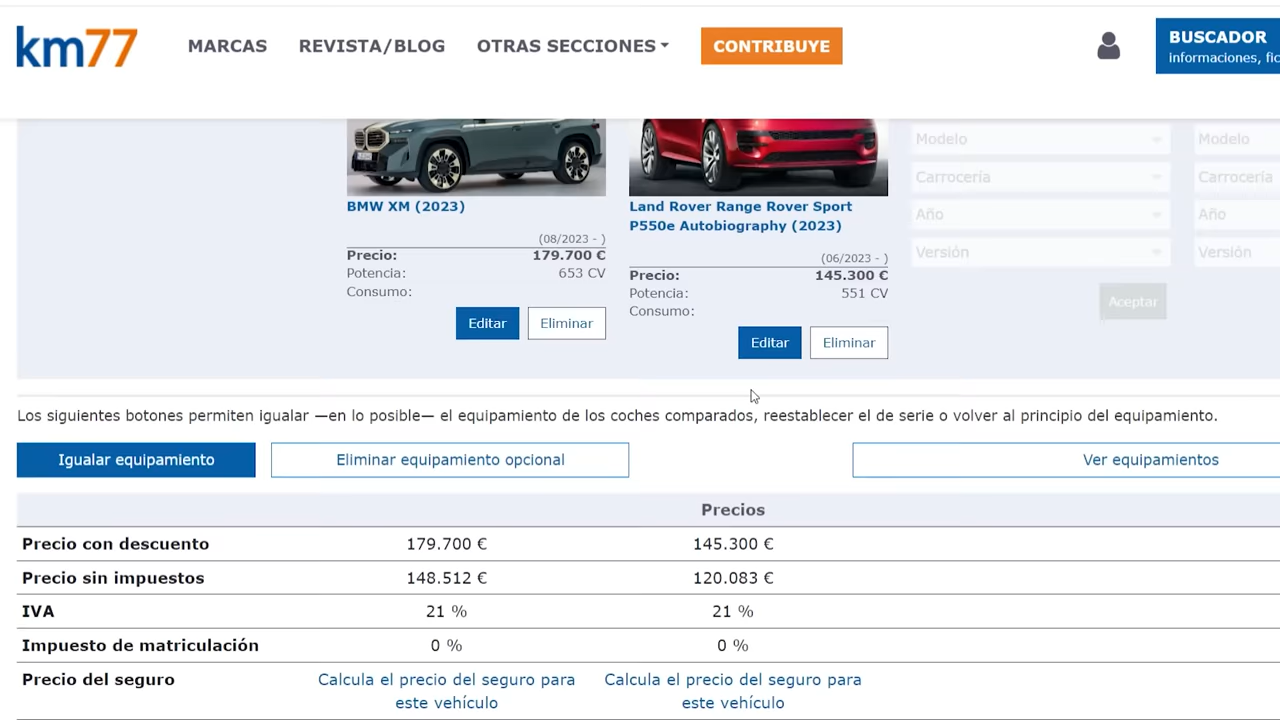 km77
MARCAS
REVISTA/BLOG
OTRAS SECCIONES
CONTRIBUYE
BUSCADOR
informaciones, fic
BMW XM (2023)
(08/2023 - )
Precio: 179.700 €
Potencia: 653 CV
Consumo:
Editar
Eliminar
Land Rover Range Rover Sport
P550e Autobiography (2023)
(06/2023 - )
Precio: 145.300 €
Potencia: 551 CV
Consumo:
Editar
Eliminar
Modelo
Carrocería
Año
Versión
Modelo
Carrocería
Año
Versión
Aceptar
Los siguientes botones permiten igualar —en lo posible— el equipamiento de los coches comparados, reestablecer el de serie o volver al principio del equipamiento.
Igualar equipamiento
Eliminar equipamiento opcional
Ver equipamientos
Precios
Precio con descuento 179.700 € 145.300 €
Precio sin impuestos 148.512 € 120.083 €
IVA 21 % 21 %
Impuesto de matriculación 0 % 0 %
Precio del seguro
Calcula el precio del seguro para
este vehículo
Calcula el precio del seguro para
este vehículo